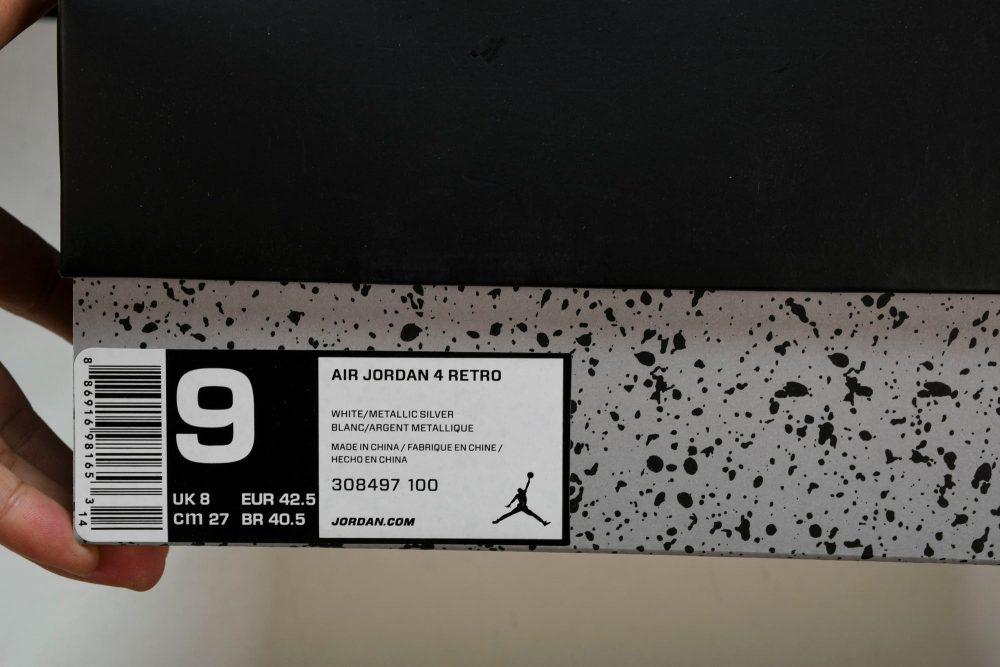 8 86916 98165 3 14
9
UK 8 EUR 42.5
cm 27 BR 40.5
AIR JORDAN 4 RETRO
WHITE/METALLIC SILVER
BLANC/ARGENT METALLIQUE
MADE IN CHINA / FABRIQUE EN CHINE /
HECHO EN CHINA
308497 100
JORDAN.COM